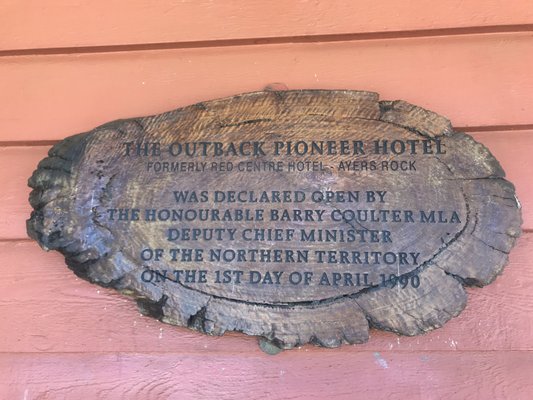 THE OUTBACK PIONEER HOTEL
FORMERLY RED CENTRE HOTEL - AYERS ROCK
WAS DECLARED OPEN BY
THE HONOURABLE BARRY COULTER MLA
DEPUTY CHIEF MINISTER
OF THE NORTHERN TERRITORY
ON THE 1ST DAY OF APRIL 1990